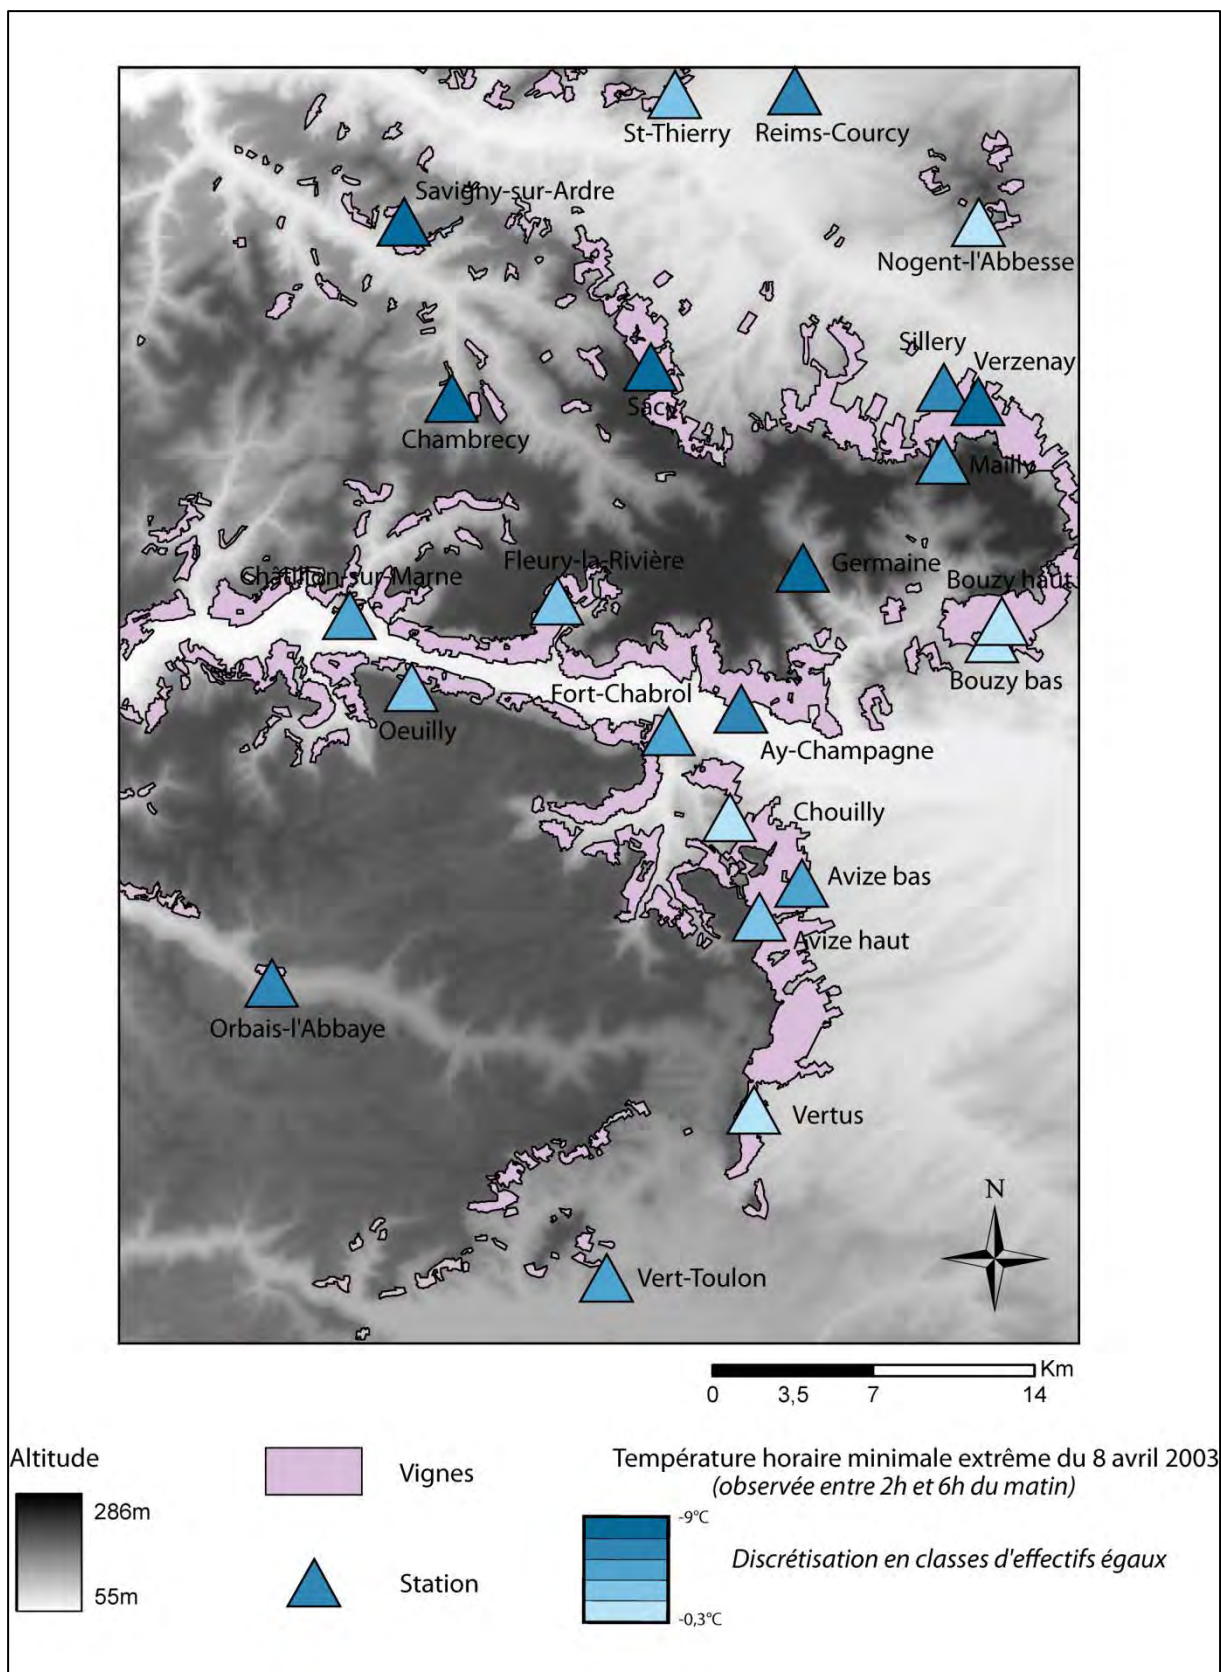 St-Thierry
Reims-Courcy
Savigny-sur-Ardre
Nogent-l'Abbesse
Sillery
Verzenay
Sacy
Chambrecy
Mailly
Fleury-la-Rivière
Germaine
Châtillon-sur-Marne
Bouzy haut
Bouzy bas
Fort-Chabrol
Oeuilly
Ay-Champagne
Chouilly
Avize bas
Avize haut
Orbais-l'Abbaye
Vertus
N
Vert-Toulon
Km
0 3,5 7 14
Altitude
286m
55m
Vignes
Station
Température horaire minimale extrême du 8 avril 2003
(observée entre 2h et 6h du matin)
-9°C
Discrétisation en classes d'effectifs égaux
-0,3°C